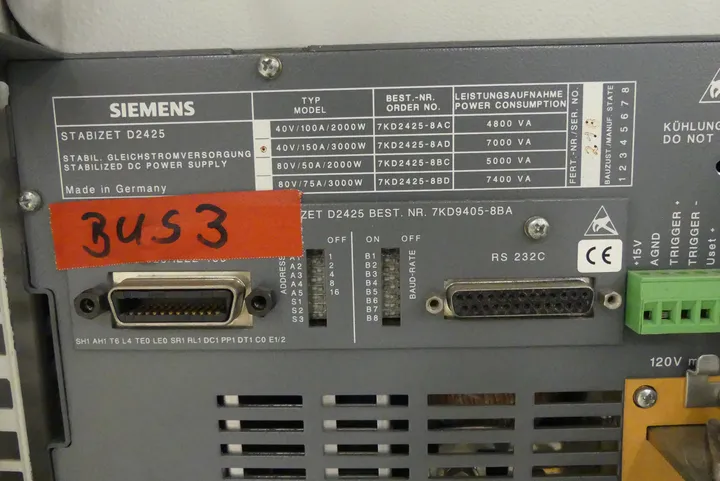 SIEMENS
STABIZET D2425
STABIL. GLEICHSTROMVERSORGUNG
STABILIZED DC POWER SUPPLY
Made in Germany
TYP MODEL
BEST.-NR. ORDER NO.
LEISTUNGSAUFNAHME POWER CONSUMPTION
40V/100A/2000W 7KD2425-8AC 4800 VA
40V/150A/3000W 7KD2425-8AD 7000 VA
80V/50A/2000W 7KD2425-8BC 5000 VA
80V/75A/3000W 7KD2425-8BD 7400 VA
FERT.-NR./SER. NO.
BAUZUST./MANUF. STATE
1 2 3 4 5 6 7 8
KÜHLUNG
DO NOT
BUS 3
ZET D2425 BEST. NR. 7KD9405-8BA
OFF
ADDRESS
A1 1
A2 2
A3 4
A4 8
A5 16
S1
S2
S3
ON OFF
B1
B2
B3
B4
B5
B6
B7
B8
BAUD-RATE
RS 232C
CE
SH1 AH1 T6 L4 TE0 LE0 SR1 RL1 DC1 PP1 DT1 C0 E1/2
+15V
AGND
TRIGGER +
TRIGGER -
Uset +
120V